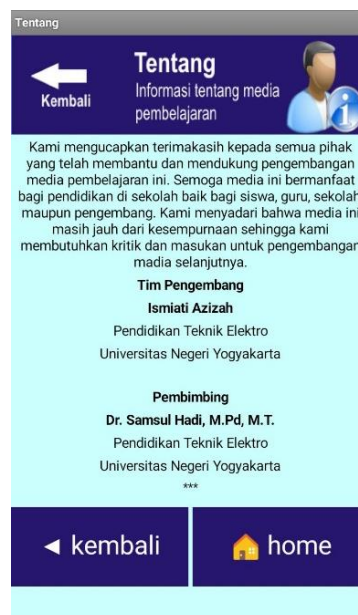 Tentang
Kembali
Tentang
Informasi tentang media
pembelajaran
Kami mengucapkan terimakasih kepada semua pihak
yang telah membantu dan mendukung pengembangan
media pembelajaran ini. Semoga media ini bermanfaat
bagi pendidikan di sekolah baik bagi siswa, guru, sekolah
maupun pengembang. Kami menyadari bahwa media ini
masih jauh dari kesempurnaan sehingga kami
membutuhkan kritik dan masukan untuk pengembangan
madia selanjutnya.
Tim Pengembang
Ismiati Azizah
Pendidikan Teknik Elektro
Universitas Negeri Yogyakarta
Pembimbing
Dr. Samsul Hadi, M.Pd, M.T.
Pendidikan Teknik Elektro
Universitas Negeri Yogyakarta
***
◄ kembali
home